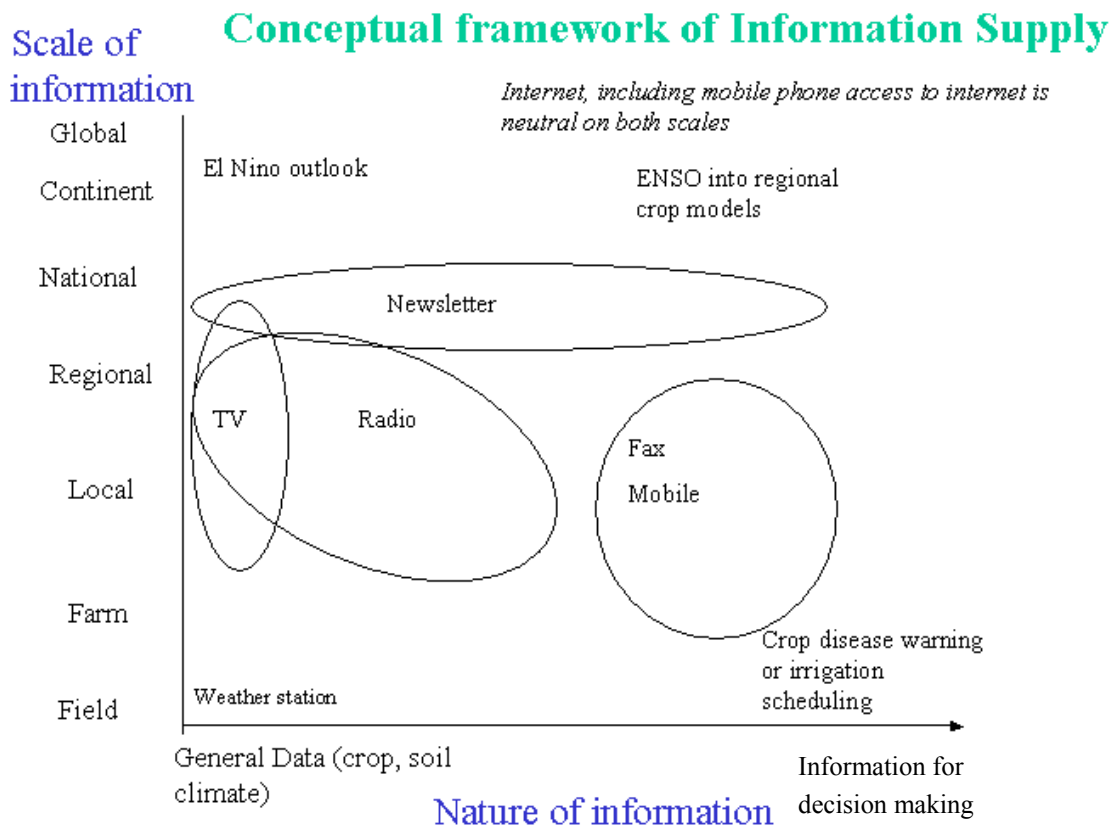 Conceptual framework of Information Supply
Scale of
information
Internet, including mobile phone access to internet is
neutral on both scales
Global
El Nino outlook
ENSO into regional
crop models
Continent
National
Newsletter
Regional
TV
Radio
Fax
Mobile
Local
Farm
Crop disease warning
or irrigation
scheduling
Weather station
Field
General Data (crop, soil
climate)
Information for
decision making
Nature of information